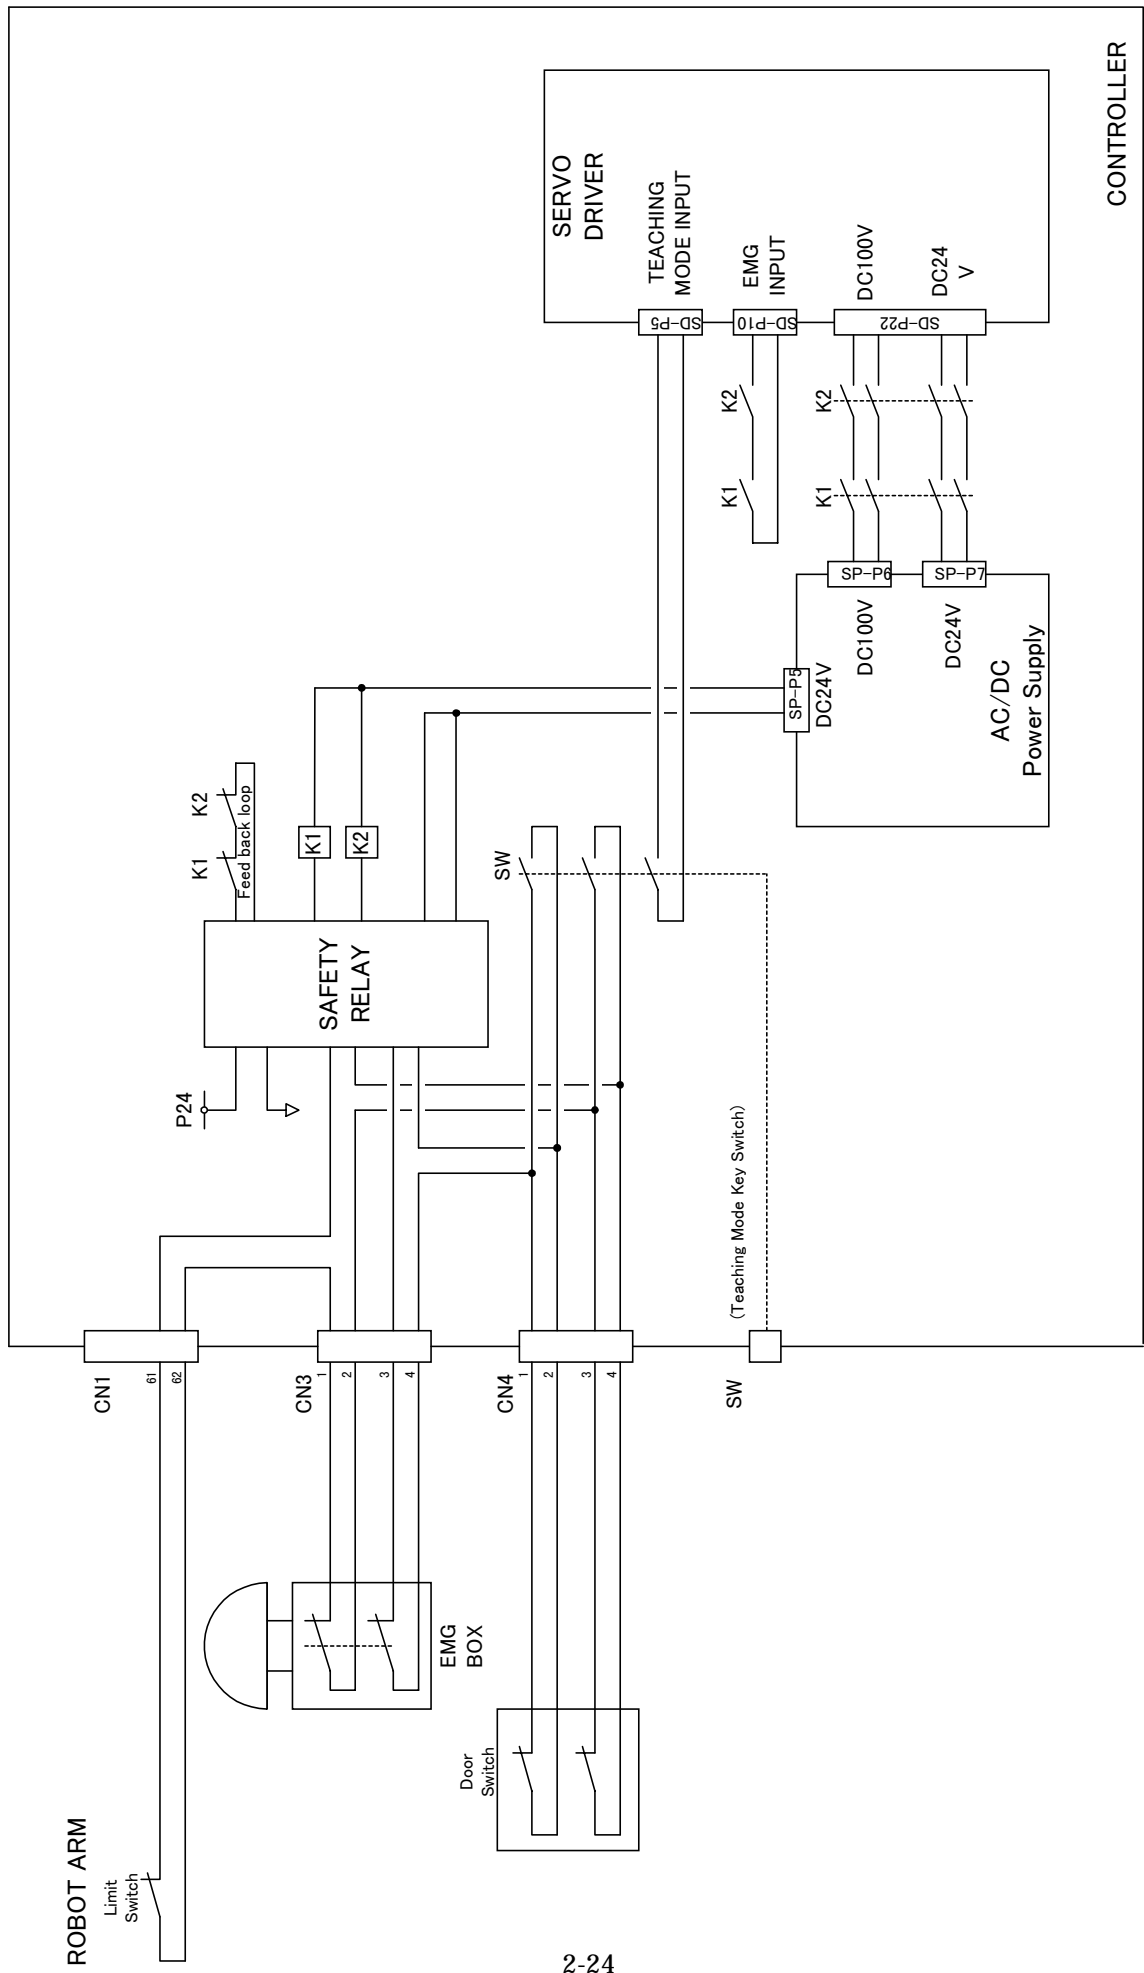 CONTROLLER
SERVO
DRIVER
TEACHING
MODE INPUT
EMG
INPUT
DC100V
DC24
V
SD-P5
SD-P10
SD-P22
K2
K2
K1
K1
SP-P6
SP-P7
DC100V
DC24V
SP-P5
DC24V
AC/DC
Power Supply
K1
K2
Feed back loop
K1
K2
SW
SAFETY
RELAY
P24
(Teaching Mode Key Switch)
CN1
61
62
CN3
1
2
3
4
CN4
1
2
3
4
SW
EMG
BOX
Door
Switch
ROBOT ARM
Limit
Switch
2-24